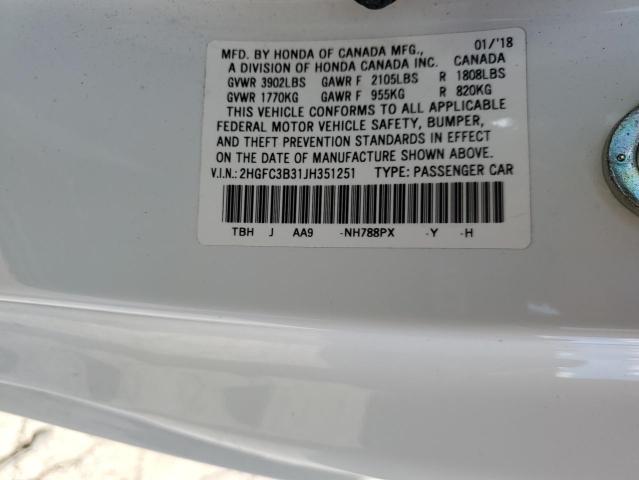 MFD. BY HONDA OF CANADA MFG., 01/'18
A DIVISION OF HONDA CANADA INC. CANADA
GVWR 3902LBS GAWR F 2105LBS R 1808LBS
GVWR 1770KG GAWR F 955KG R 820KG
THIS VEHICLE CONFORMS TO ALL APPLICABLE
FEDERAL MOTOR VEHICLE SAFETY, BUMPER,
AND THEFT PREVENTION STANDARDS IN EFFECT
ON THE DATE OF MANUFACTURE SHOWN ABOVE.
V.I.N.: 2HGFC3B31JH351251 TYPE: PASSENGER CAR
TBH J AA9 -NH788PX -Y -H